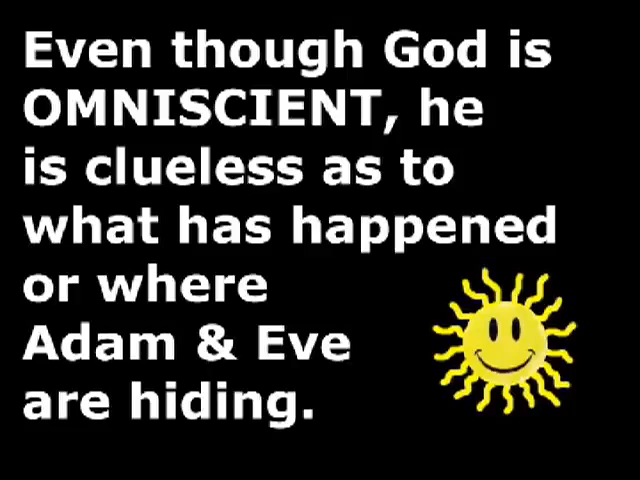 Even though God is
OMNISCIENT, he
is clueless as to
what has happened
or where
Adam & Eve
are hiding.